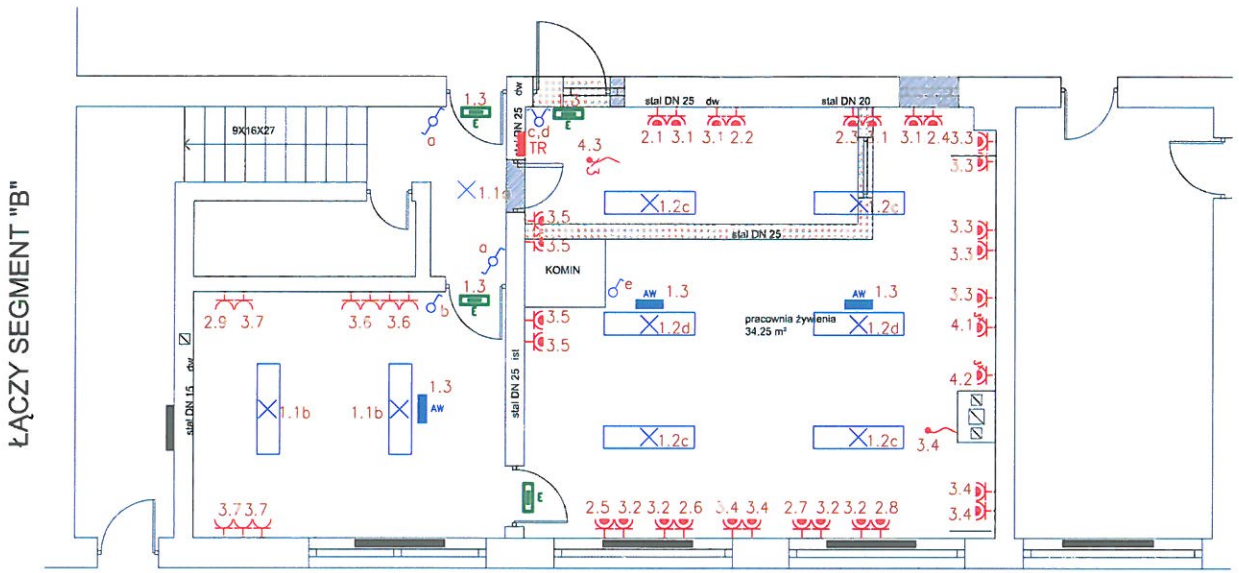 ŁĄCZY SEGMENT "B"
9X16X27
1.3
E
a
stal DN 25 dw
c,d
TR
1.3
E
stal DN 25 dw
stal DN 20
2.1 3.1 3.1 2.2
2.3 3.1 3.1 2.4 3.3
3.3
4.3
1.2c
1.2c
3.5
3.5
stal DN 25
3.3
3.3
a
KOMIN
e
1.3
E
b
AW 1.3
AW 1.3
3.3
2.9 3.7 3.6 3.6
3.5
3.5
1.2d
pracownia żywienia
34,25 m²
1.2d
4.1
stal DN 15 dw
stal DN 25 ist
4.2
1.1b
1.1b
1.3
AW
1.2c
1.2c
3.4
E
3.4
3.4
3.7 3.7
2.5 3.2 3.2 2.6 3.4 3.4 2.7 3.2 3.2 2.8